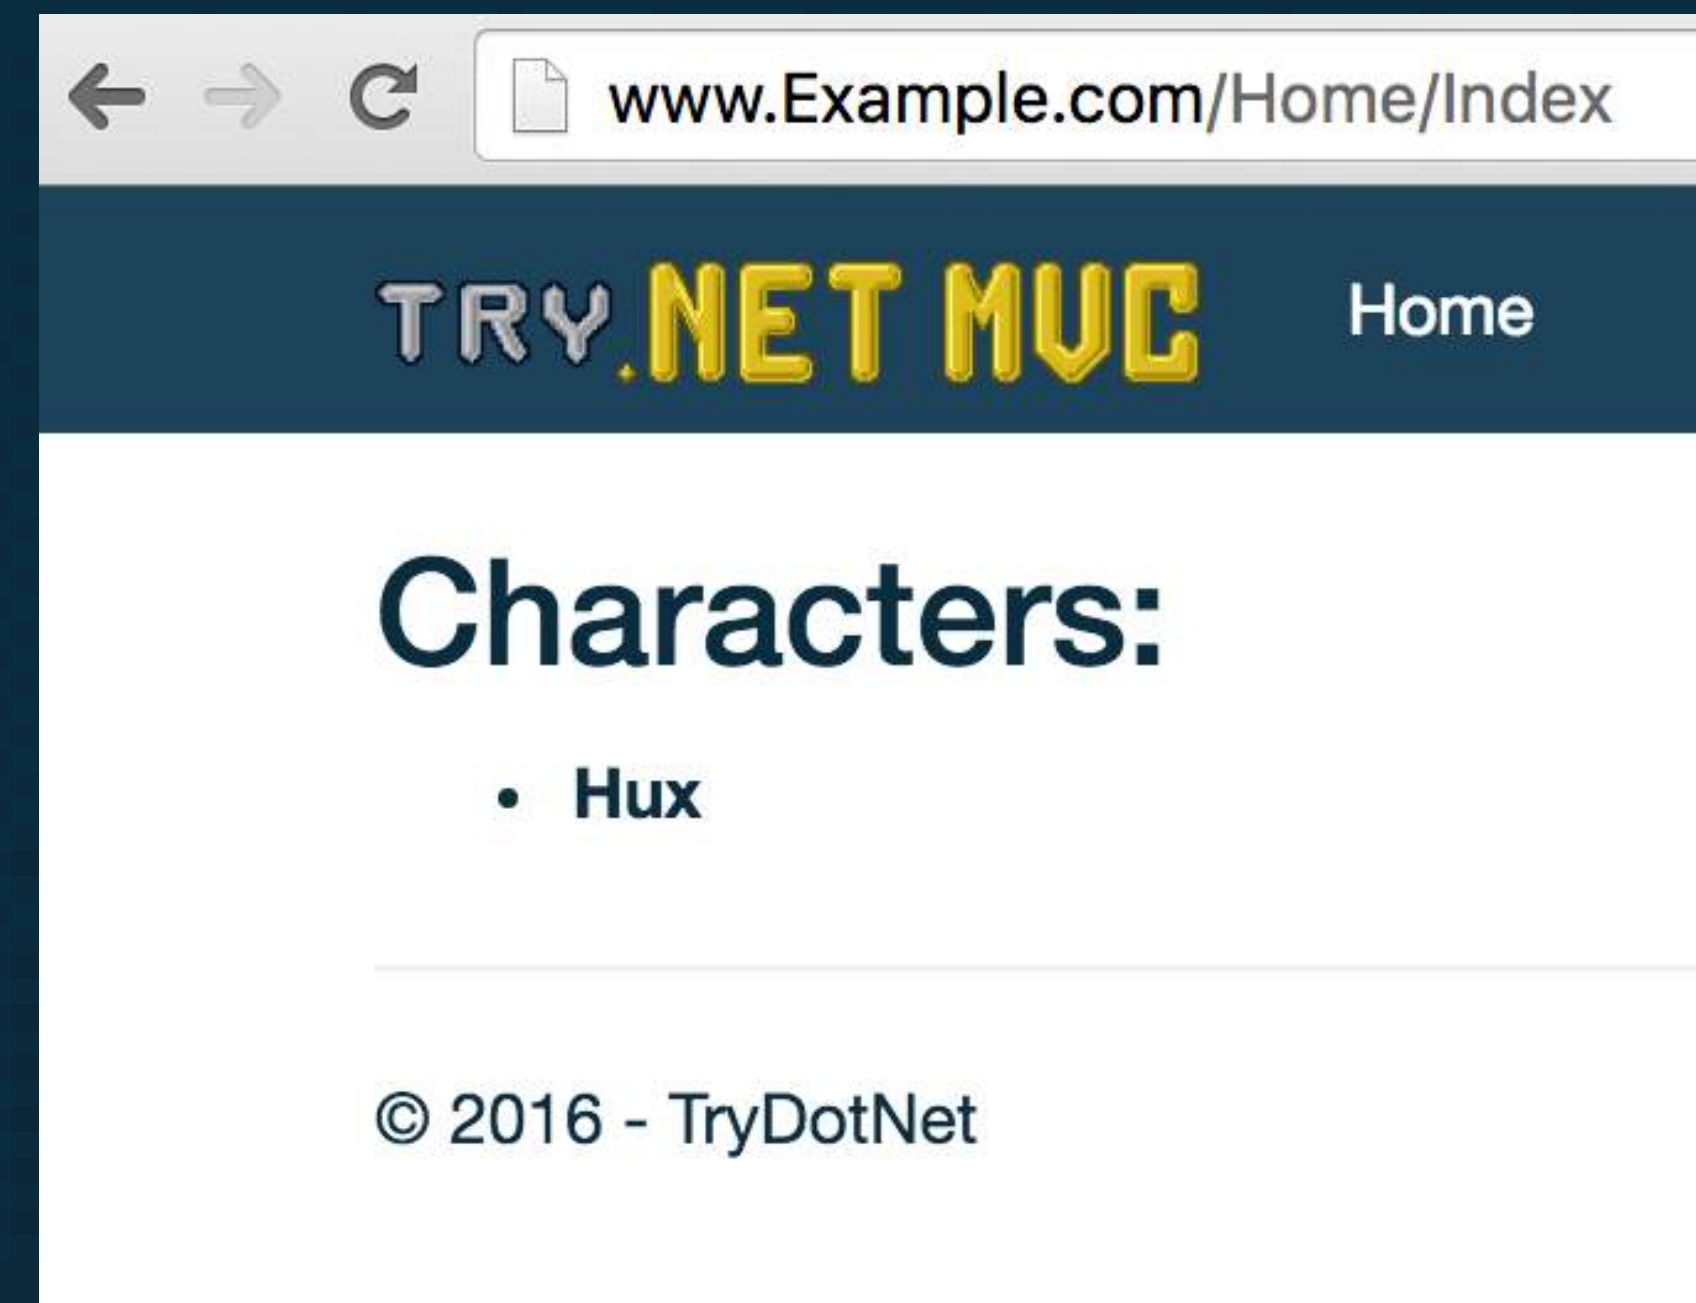 www.Example.com/Home/Index
TRY.NET MVC Home
Characters:
• Hux
© 2016 - TryDotNet